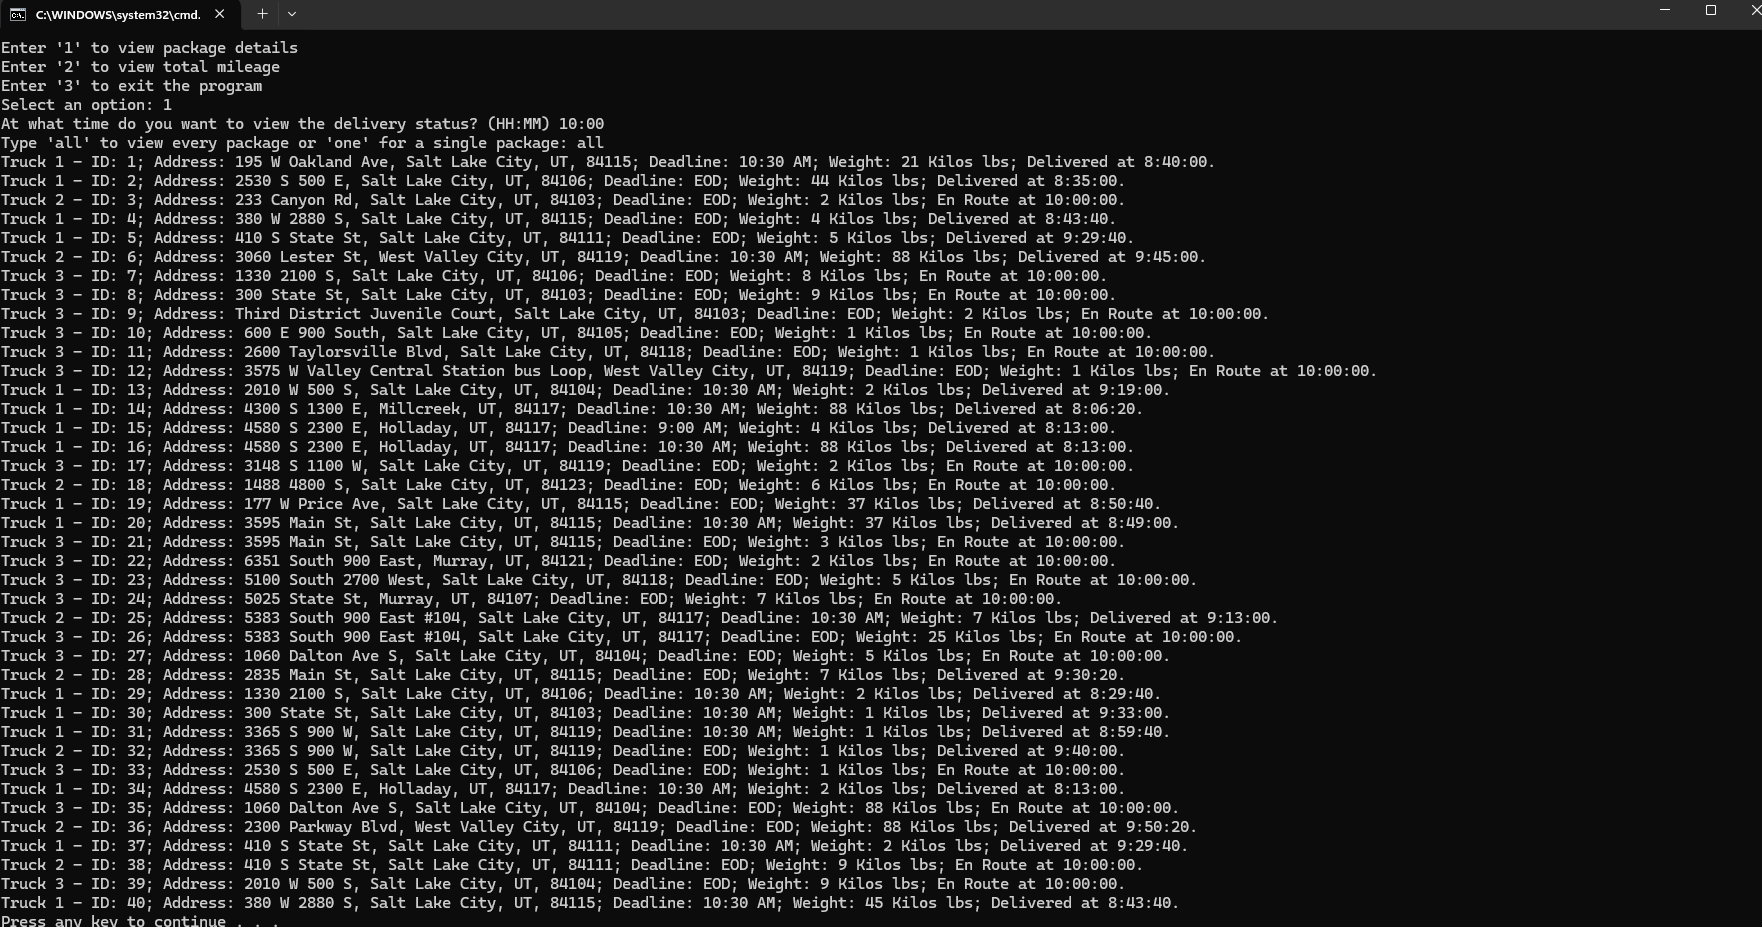 C:\WINDOWS\system32\cmd.
Enter '1' to view package details
Enter '2' to view total mileage
Enter '3' to exit the program
Select an option: 1
At what time do you want to view the delivery status? (HH:MM) 10:00
Type 'all' to view every package or 'one' for a single package: all
Truck 1 - ID: 1; Address: 195 W Oakland Ave, Salt Lake City, UT, 84115; Deadline: 10:30 AM; Weight: 21 Kilos lbs; Delivered at 8:40:00.
Truck 1 - ID: 2; Address: 2530 S 500 E, Salt Lake City, UT, 84106; Deadline: EOD; Weight: 44 Kilos lbs; Delivered at 8:35:00.
Truck 2 - ID: 3; Address: 233 Canyon Rd, Salt Lake City, UT, 84103; Deadline: EOD; Weight: 2 Kilos lbs; En Route at 10:00:00.
Truck 1 - ID: 4; Address: 380 W 2880 S, Salt Lake City, UT, 84115; Deadline: EOD; Weight: 4 Kilos lbs; Delivered at 8:43:40.
Truck 1 - ID: 5; Address: 410 S State St, Salt Lake City, UT, 84111; Deadline: EOD; Weight: 5 Kilos lbs; Delivered at 9:29:40.
Truck 2 - ID: 6; Address: 3060 Lester St, West Valley City, UT, 84119; Deadline: 10:30 AM; Weight: 88 Kilos lbs; Delivered at 9:45:00.
Truck 3 - ID: 7; Address: 1330 2100 S, Salt Lake City, UT, 84106; Deadline: EOD; Weight: 8 Kilos lbs; En Route at 10:00:00.
Truck 3 - ID: 8; Address: 300 State St, Salt Lake City, UT, 84103; Deadline: EOD; Weight: 9 Kilos lbs; En Route at 10:00:00.
Truck 3 - ID: 9; Address: Third District Juvenile Court, Salt Lake City, UT, 84103; Deadline: EOD; Weight: 2 Kilos lbs; En Route at 10:00:00.
Truck 3 - ID: 10; Address: 600 E 900 South, Salt Lake City, UT, 84105; Deadline: EOD; Weight: 1 Kilos lbs; En Route at 10:00:00.
Truck 3 - ID: 11; Address: 2600 Taylorsville Blvd, Salt Lake City, UT, 84118; Deadline: EOD; Weight: 1 Kilos lbs; En Route at 10:00:00.
Truck 3 - ID: 12; Address: 3575 W Valley Central Station bus Loop, West Valley City, UT, 84119; Deadline: EOD; Weight: 1 Kilos lbs; En Route at 10:00:00.
Truck 1 - ID: 13; Address: 2010 W 500 S, Salt Lake City, UT, 84104; Deadline: 10:30 AM; Weight: 2 Kilos lbs; Delivered at 9:19:00.
Truck 1 - ID: 14; Address: 4300 S 1300 E, Millcreek, UT, 84117; Deadline: 10:30 AM; Weight: 88 Kilos lbs; Delivered at 8:06:20.
Truck 1 - ID: 15; Address: 4580 S 2300 E, Holladay, UT, 84117; Deadline: 9:00 AM; Weight: 4 Kilos lbs; Delivered at 8:13:00.
Truck 1 - ID: 16; Address: 4580 S 2300 E, Holladay, UT, 84117; Deadline: 10:30 AM; Weight: 88 Kilos lbs; Delivered at 8:13:00.
Truck 3 - ID: 17; Address: 3148 S 1100 W, Salt Lake City, UT, 84119; Deadline: EOD; Weight: 2 Kilos lbs; En Route at 10:00:00.
Truck 2 - ID: 18; Address: 1488 4800 S, Salt Lake City, UT, 84123; Deadline: EOD; Weight: 6 Kilos lbs; En Route at 10:00:00.
Truck 1 - ID: 19; Address: 177 W Price Ave, Salt Lake City, UT, 84115; Deadline: EOD; Weight: 37 Kilos lbs; Delivered at 8:50:40.
Truck 1 - ID: 20; Address: 3595 Main St, Salt Lake City, UT, 84115; Deadline: 10:30 AM; Weight: 37 Kilos lbs; Delivered at 8:49:00.
Truck 3 - ID: 21; Address: 3595 Main St, Salt Lake City, UT, 84115; Deadline: EOD; Weight: 3 Kilos lbs; En Route at 10:00:00.
Truck 3 - ID: 22; Address: 6351 South 900 East, Murray, UT, 84121; Deadline: EOD; Weight: 2 Kilos lbs; En Route at 10:00:00.
Truck 3 - ID: 23; Address: 5100 South 2700 West, Salt Lake City, UT, 84118; Deadline: EOD; Weight: 5 Kilos lbs; En Route at 10:00:00.
Truck 3 - ID: 24; Address: 5025 State St, Murray, UT, 84107; Deadline: EOD; Weight: 7 Kilos lbs; En Route at 10:00:00.
Truck 2 - ID: 25; Address: 5383 South 900 East #104, Salt Lake City, UT, 84117; Deadline: 10:30 AM; Weight: 7 Kilos lbs; Delivered at 9:13:00.
Truck 3 - ID: 26; Address: 5383 South 900 East #104, Salt Lake City, UT, 84117; Deadline: EOD; Weight: 25 Kilos lbs; En Route at 10:00:00.
Truck 3 - ID: 27; Address: 1060 Dalton Ave S, Salt Lake City, UT, 84104; Deadline: EOD; Weight: 5 Kilos lbs; En Route at 10:00:00.
Truck 2 - ID: 28; Address: 2835 Main St, Salt Lake City, UT, 84115; Deadline: EOD; Weight: 7 Kilos lbs; Delivered at 9:30:20.
Truck 1 - ID: 29; Address: 1330 2100 S, Salt Lake City, UT, 84106; Deadline: 10:30 AM; Weight: 2 Kilos lbs; Delivered at 8:29:40.
Truck 1 - ID: 30; Address: 300 State St, Salt Lake City, UT, 84103; Deadline: 10:30 AM; Weight: 1 Kilos lbs; Delivered at 9:33:00.
Truck 1 - ID: 31; Address: 3365 S 900 W, Salt Lake City, UT, 84119; Deadline: 10:30 AM; Weight: 1 Kilos lbs; Delivered at 8:59:40.
Truck 2 - ID: 32; Address: 3365 S 900 W, Salt Lake City, UT, 84119; Deadline: EOD; Weight: 1 Kilos lbs; Delivered at 9:40:00.
Truck 3 - ID: 33; Address: 2530 S 500 E, Salt Lake City, UT, 84106; Deadline: EOD; Weight: 1 Kilos lbs; En Route at 10:00:00.
Truck 1 - ID: 34; Address: 4580 S 2300 E, Holladay, UT, 84117; Deadline: 10:30 AM; Weight: 2 Kilos lbs; Delivered at 8:13:00.
Truck 3 - ID: 35; Address: 1060 Dalton Ave S, Salt Lake City, UT, 84104; Deadline: EOD; Weight: 88 Kilos lbs; En Route at 10:00:00.
Truck 2 - ID: 36; Address: 2300 Parkway Blvd, West Valley City, UT, 84119; Deadline: EOD; Weight: 88 Kilos lbs; Delivered at 9:50:20.
Truck 1 - ID: 37; Address: 410 S State St, Salt Lake City, UT, 84111; Deadline: 10:30 AM; Weight: 2 Kilos lbs; Delivered at 9:29:40.
Truck 2 - ID: 38; Address: 410 S State St, Salt Lake City, UT, 84111; Deadline: EOD; Weight: 9 Kilos lbs; En Route at 10:00:00.
Truck 3 - ID: 39; Address: 2010 W 500 S, Salt Lake City, UT, 84104; Deadline: EOD; Weight: 9 Kilos lbs; En Route at 10:00:00.
Truck 1 - ID: 40; Address: 380 W 2880 S, Salt Lake City, UT, 84115; Deadline: 10:30 AM; Weight: 45 Kilos lbs; Delivered at 8:43:40.
Press any key to continue . . .